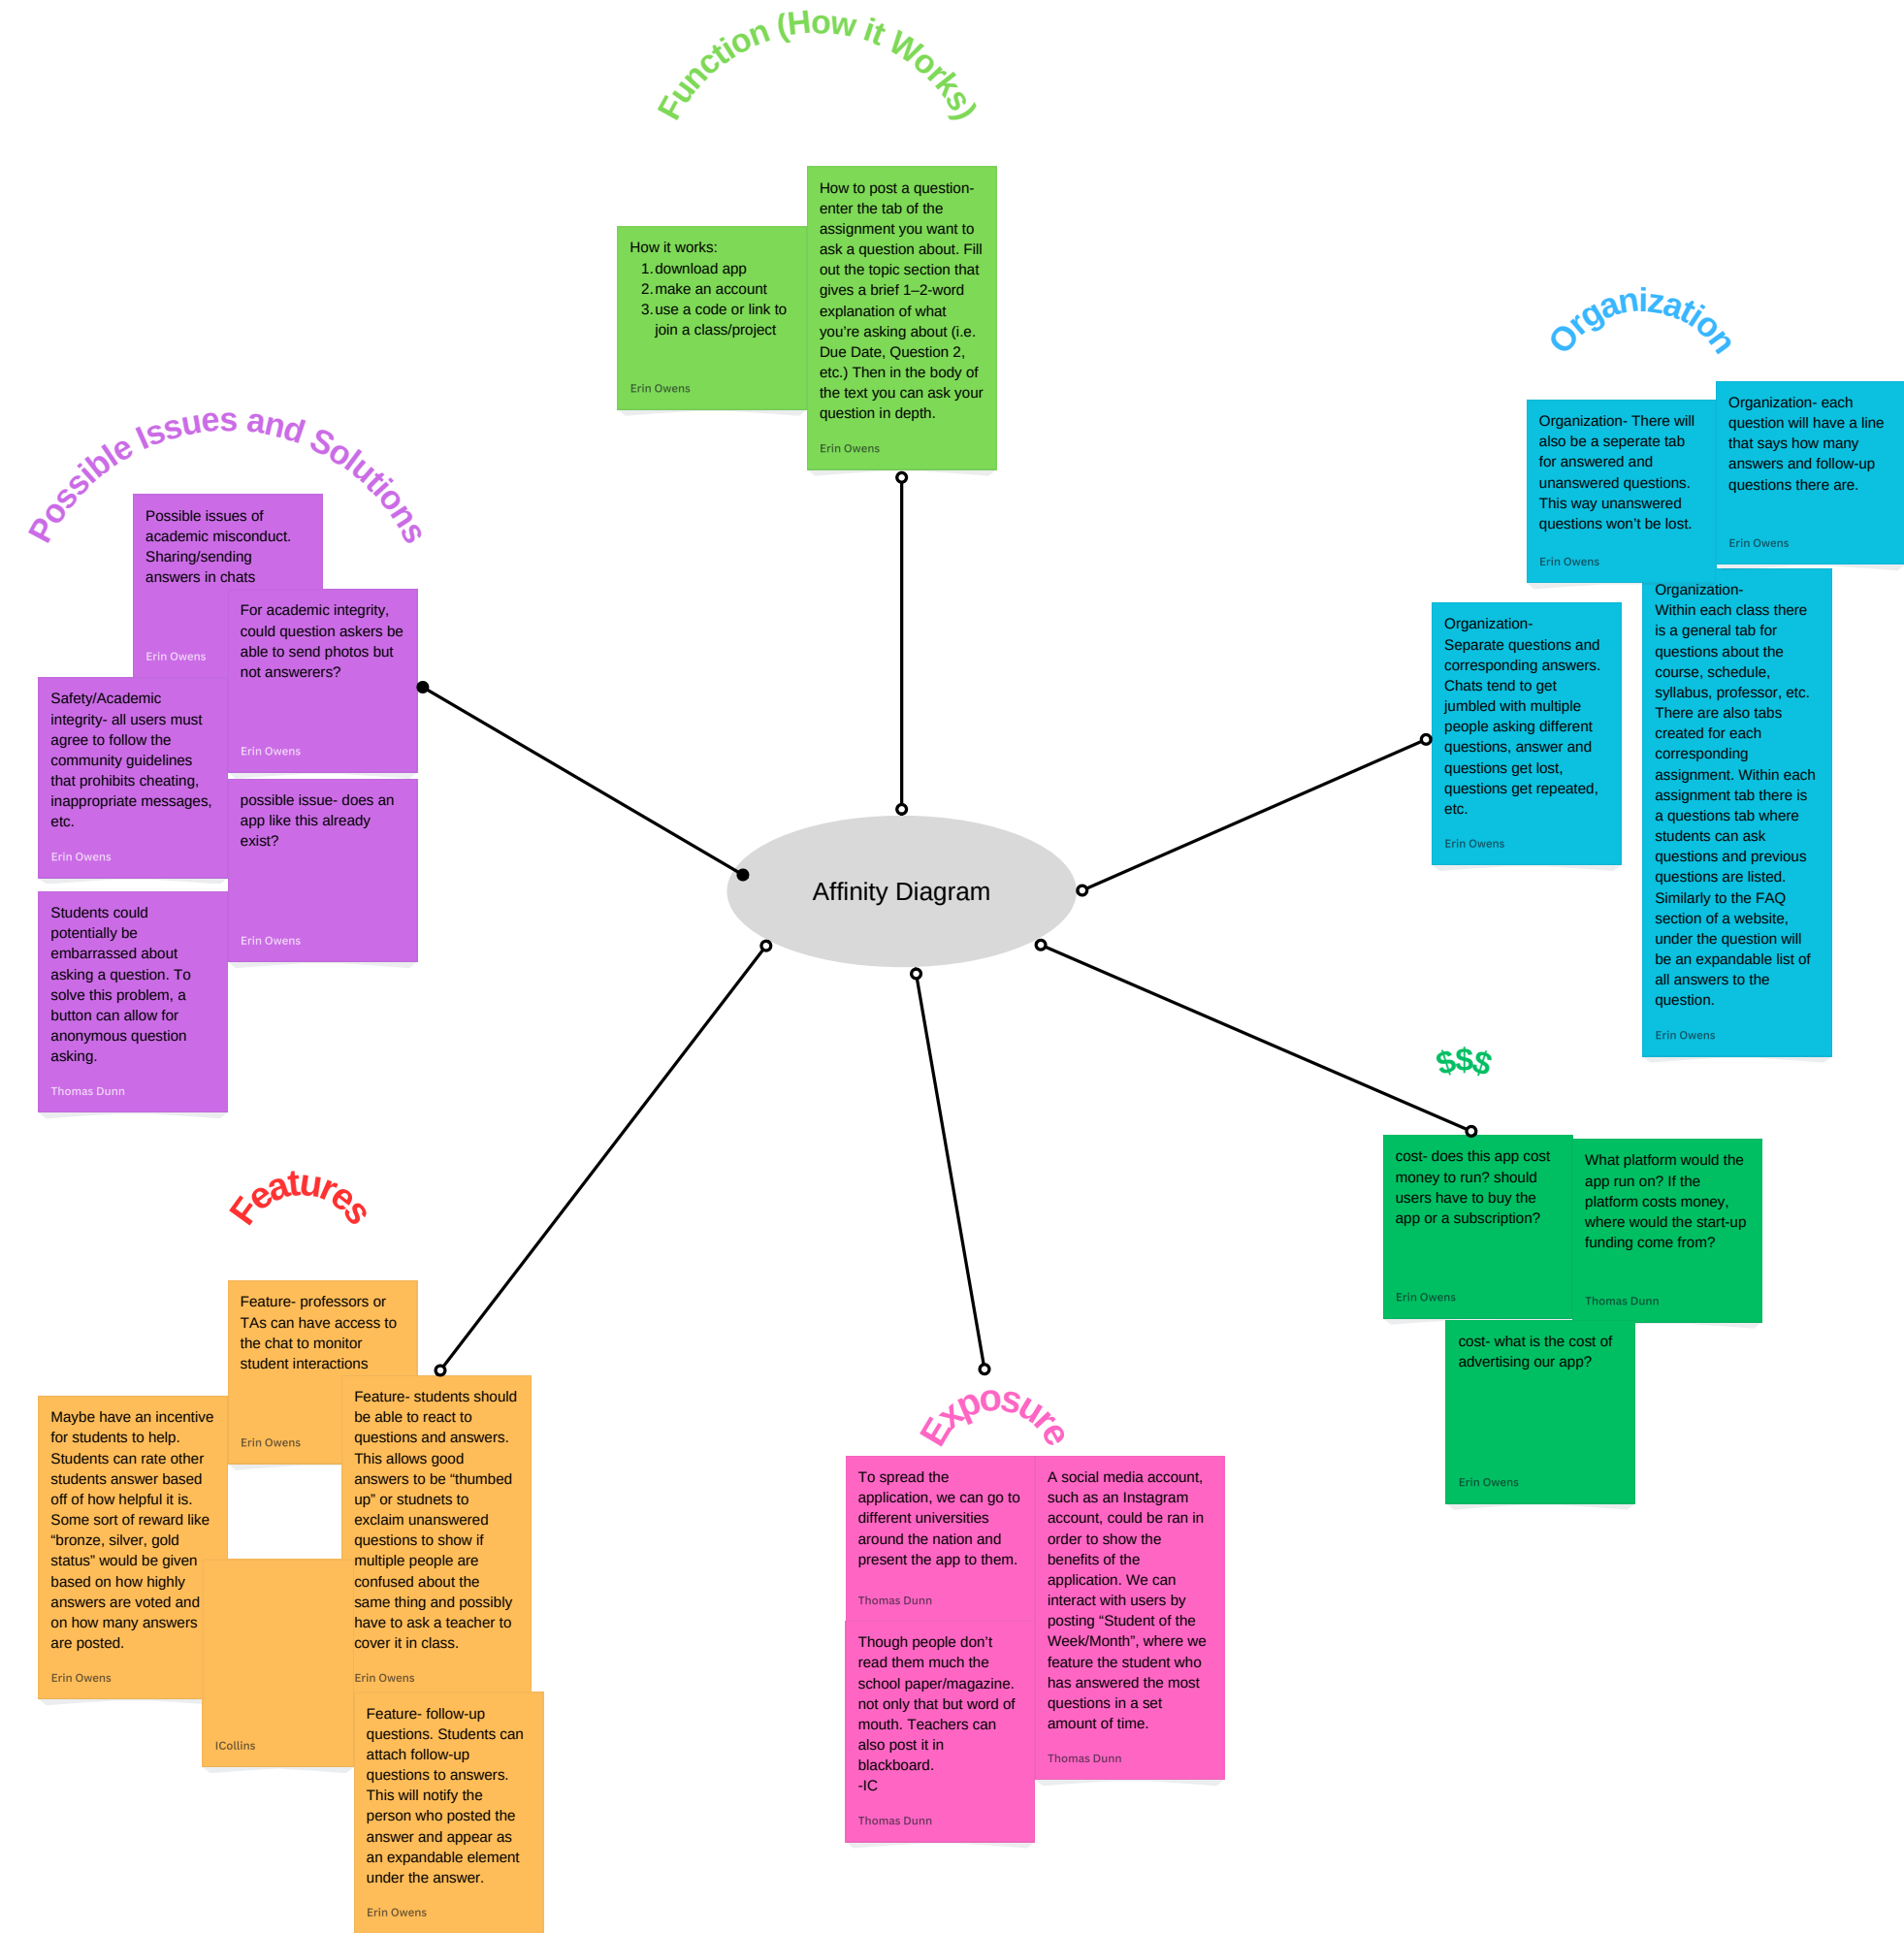 Function (How it Works)
How it works:
1. download app
2. make an account
3. use a code or link to
join a class/project
Erin Owens
How to post a question-
enter the tab of the
assignment you want to
ask a question about. Fill
out the topic section that
gives a brief 1–2-word
explanation of what
you’re asking about (i.e.
Due Date, Question 2,
etc.) Then in the body of
the text you can ask your
question in depth.
Erin Owens
Organization
Organization- There will
also be a seperate tab
for answered and
unanswered questions.
This way unanswered
questions won’t be lost.
Erin Owens
Organization- each
question will have a line
that says how many
answers and follow-up
questions there are.
Erin Owens
Organization-
Separate questions and
corresponding answers.
Chats tend to get
jumbled with multiple
people asking different
questions, answer and
questions get lost,
questions get repeated,
etc.
Erin Owens
Organization-
Within each class there
is a general tab for
questions about the
course, schedule,
syllabus, professor, etc.
There are also tabs
created for each
corresponding
assignment. Within each
assignment tab there is
a questions tab where
students can ask
questions and previous
questions are listed.
Similarly to the FAQ
section of a website,
under the question will
be an expandable list of
all answers to the
question.
Erin Owens
Possible Issues and Solutions
Possible issues of
academic misconduct.
Sharing/sending
answers in chats
Erin Owens
For academic integrity,
could question askers be
able to send photos but
not answerers?
Erin Owens
Safety/Academic
integrity- all users must
agree to follow the
community guidelines
that prohibits cheating,
inappropriate messages,
etc.
Erin Owens
possible issue- does an
app like this already
exist?
Erin Owens
Students could
potentially be
embarrassed about
asking a question. To
solve this problem, a
button can allow for
anonymous question
asking.
Thomas Dunn
Affinity Diagram
$$$
cost- does this app cost
money to run? should
users have to buy the
app or a subscription?
Erin Owens
What platform would the
app run on? If the
platform costs money,
where would the start-up
funding come from?
Thomas Dunn
cost- what is the cost of
advertising our app?
Erin Owens
Features
Feature- professors or
TAs can have access to
the chat to monitor
student interactions
Erin Owens
Maybe have an incentive
for students to help.
Students can rate other
students answer based
off of how helpful it is.
Some sort of reward like
“bronze, silver, gold
status” would be given
based on how highly
answers are voted and
on how many answers
are posted.
Erin Owens
Feature- students should
be able to react to
questions and answers.
This allows good
answers to be “thumbed
up” or studnets to
exclaim unanswered
questions to show if
multiple people are
confused about the
same thing and possibly
have to ask a teacher to
cover it in class.
Erin Owens
ICollins
Feature- follow-up
questions. Students can
attach follow-up
questions to answers.
This will notify the
person who posted the
answer and appear as
an expandable element
under the answer.
Erin Owens
Exposure
To spread the
application, we can go to
different universities
around the nation and
present the app to them.
Thomas Dunn
A social media account,
such as an Instagram
account, could be ran in
order to show the
benefits of the
application. We can
interact with users by
posting “Student of the
Week/Month”, where we
feature the student who
has answered the most
questions in a set
amount of time.
Thomas Dunn
Though people don’t
read them much the
school paper/magazine.
not only that but word of
mouth. Teachers can
also post it in
blackboard.
-IC
Thomas Dunn